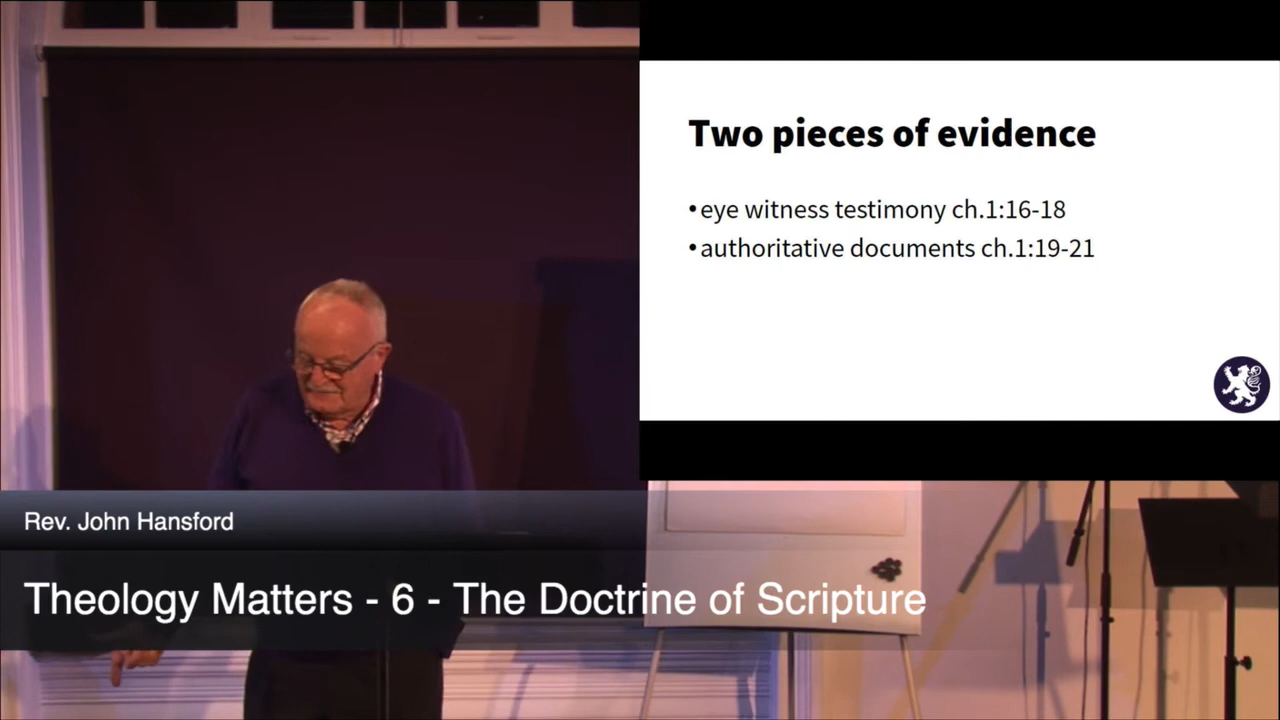 Two pieces of evidence
•eye witness testimony ch.1:16-18
•authoritative documents ch.1:19-21
Rev. John Hansford
Theology Matters - 6 - The Doctrine of Scripture